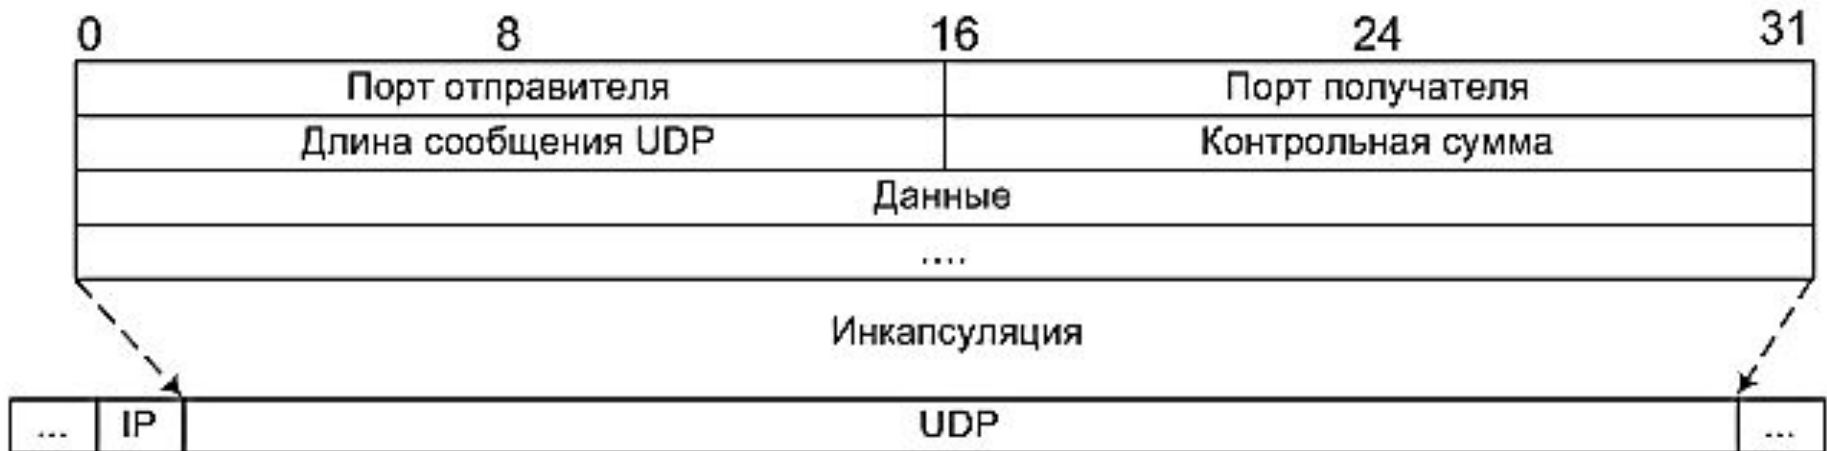 0 8 16 24 31
Порт отправителя Порт получателя
Длина сообщения UDP Контрольная сумма
Данные
....
Инкапсуляция
... IP UDP ...